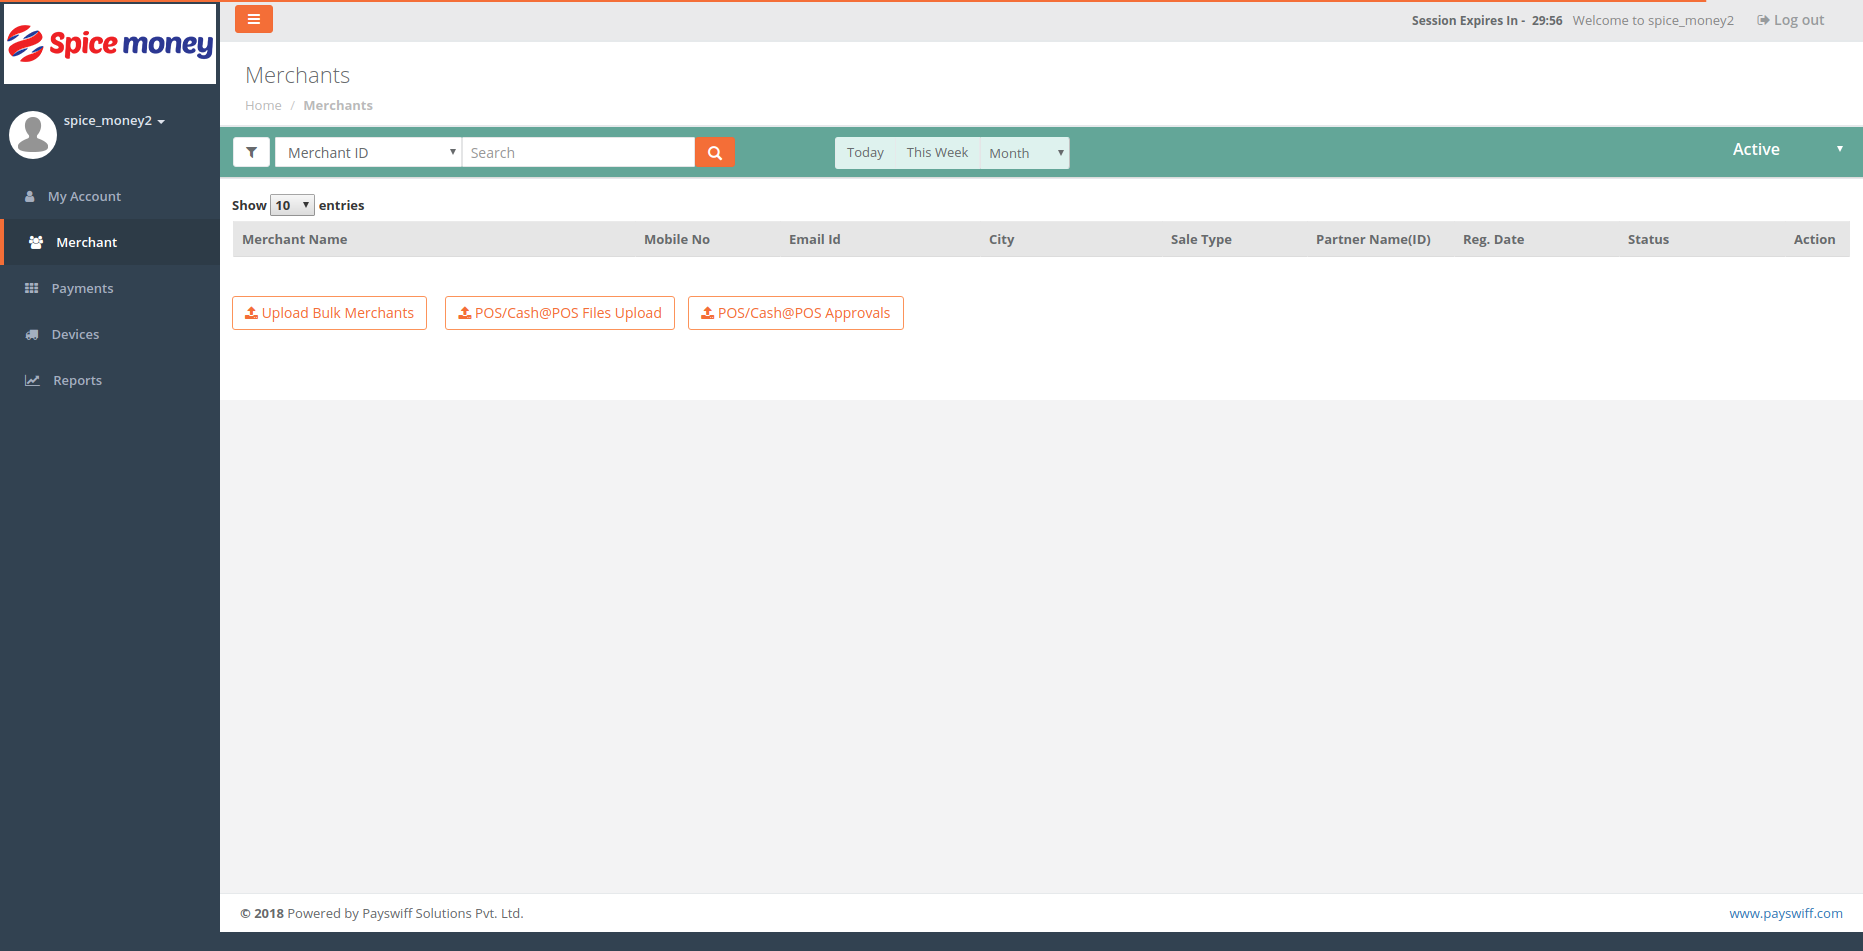 Spice money
Session Expires In - 29:56 Welcome to spice_money2 Log out
Merchants
Home / Merchants
spice_money2
Merchant ID Search Today This Week Month Active
My Account
Merchant
Payments
Devices
Reports
Show 10 entries
Merchant Name Mobile No Email Id City Sale Type Partner Name(ID) Reg. Date Status Action
Upload Bulk Merchants POS/Cash@POS Files Upload POS/Cash@POS Approvals
© 2018 Powered by Payswiff Solutions Pvt. Ltd. www.payswiff.com